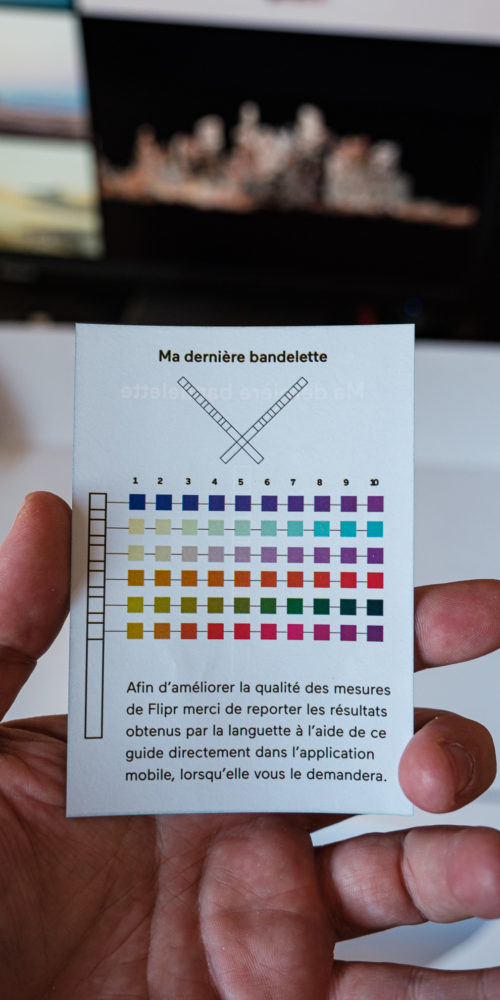 Ma dernière bandelette
1 2 3 4 5 6 7 8 9 10
Afin d'améliorer la qualité des mesures
de Flipr merci de reporter les résultats
obtenus par la languette à l'aide de ce
guide directement dans l'application
mobile, lorsqu'elle vous le demandera.